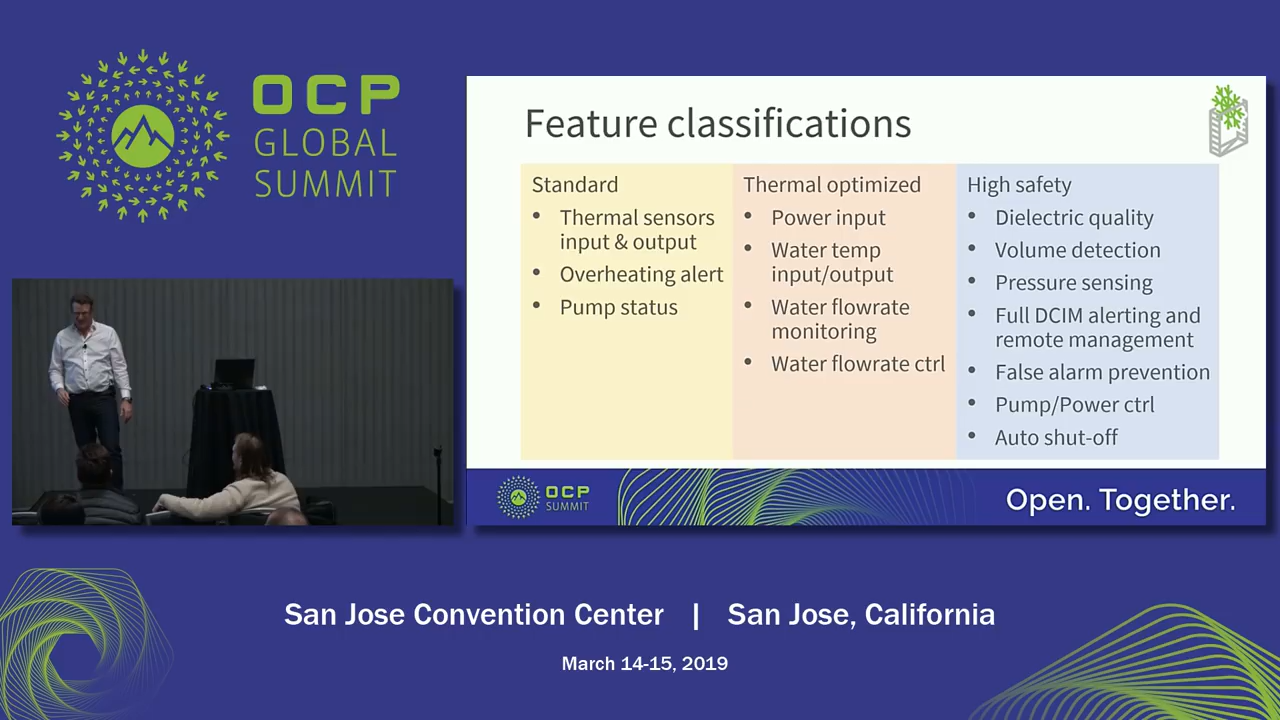 OCP
GLOBAL
SUMMIT
Feature classifications
Standard
• Thermal sensors
input & output
• Overheating alert
• Pump status
Thermal optimized
• Power input
• Water temp
input/output
• Water flowrate
monitoring
• Water flowrate ctrl
High safety
• Dielectric quality
• Volume detection
• Pressure sensing
• Full DCIM alerting and
remote management
• False alarm prevention
• Pump/Power ctrl
• Auto shut-off
OCP
SUMMIT
Open. Together.
San Jose Convention Center | San Jose, California
March 14-15, 2019